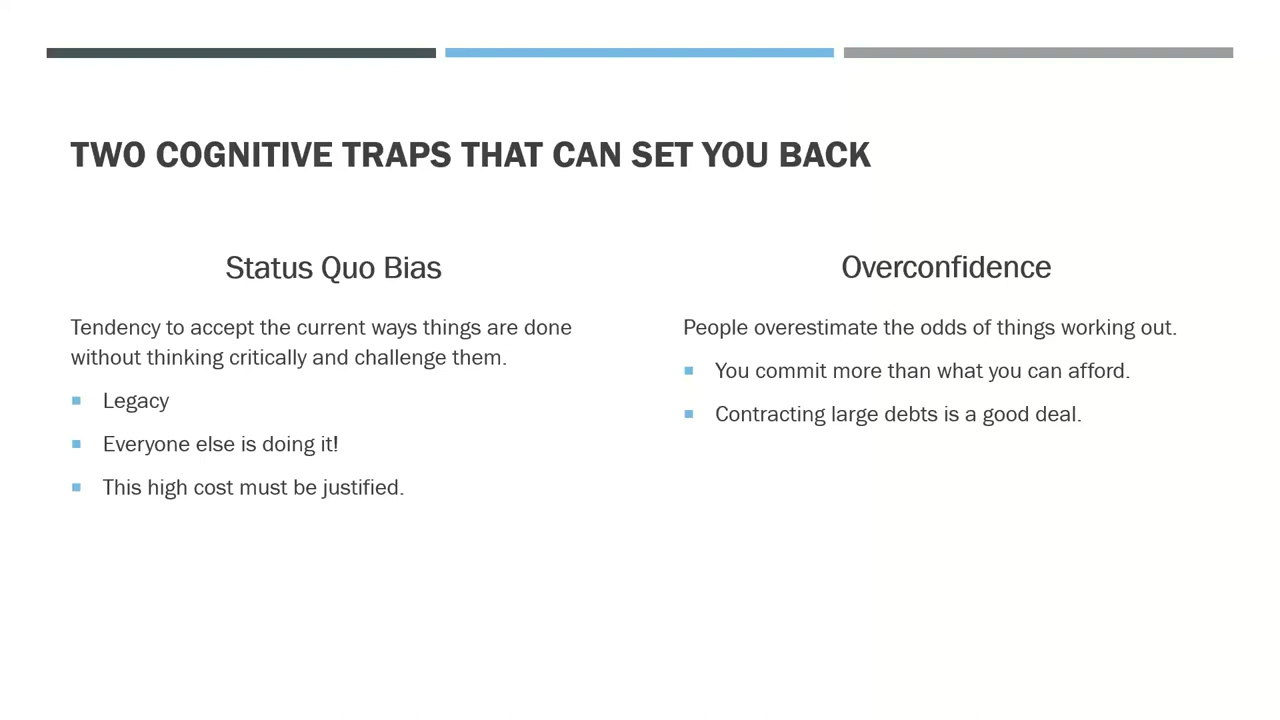 TWO COGNITIVE TRAPS THAT CAN SET YOU BACK
Status Quo Bias
Tendency to accept the current ways things are done
without thinking critically and challenge them.
Legacy
Everyone else is doing it!
This high cost must be justified.
Overconfidence
People overestimate the odds of things working out.
You commit more than what you can afford.
Contracting large debts is a good deal.